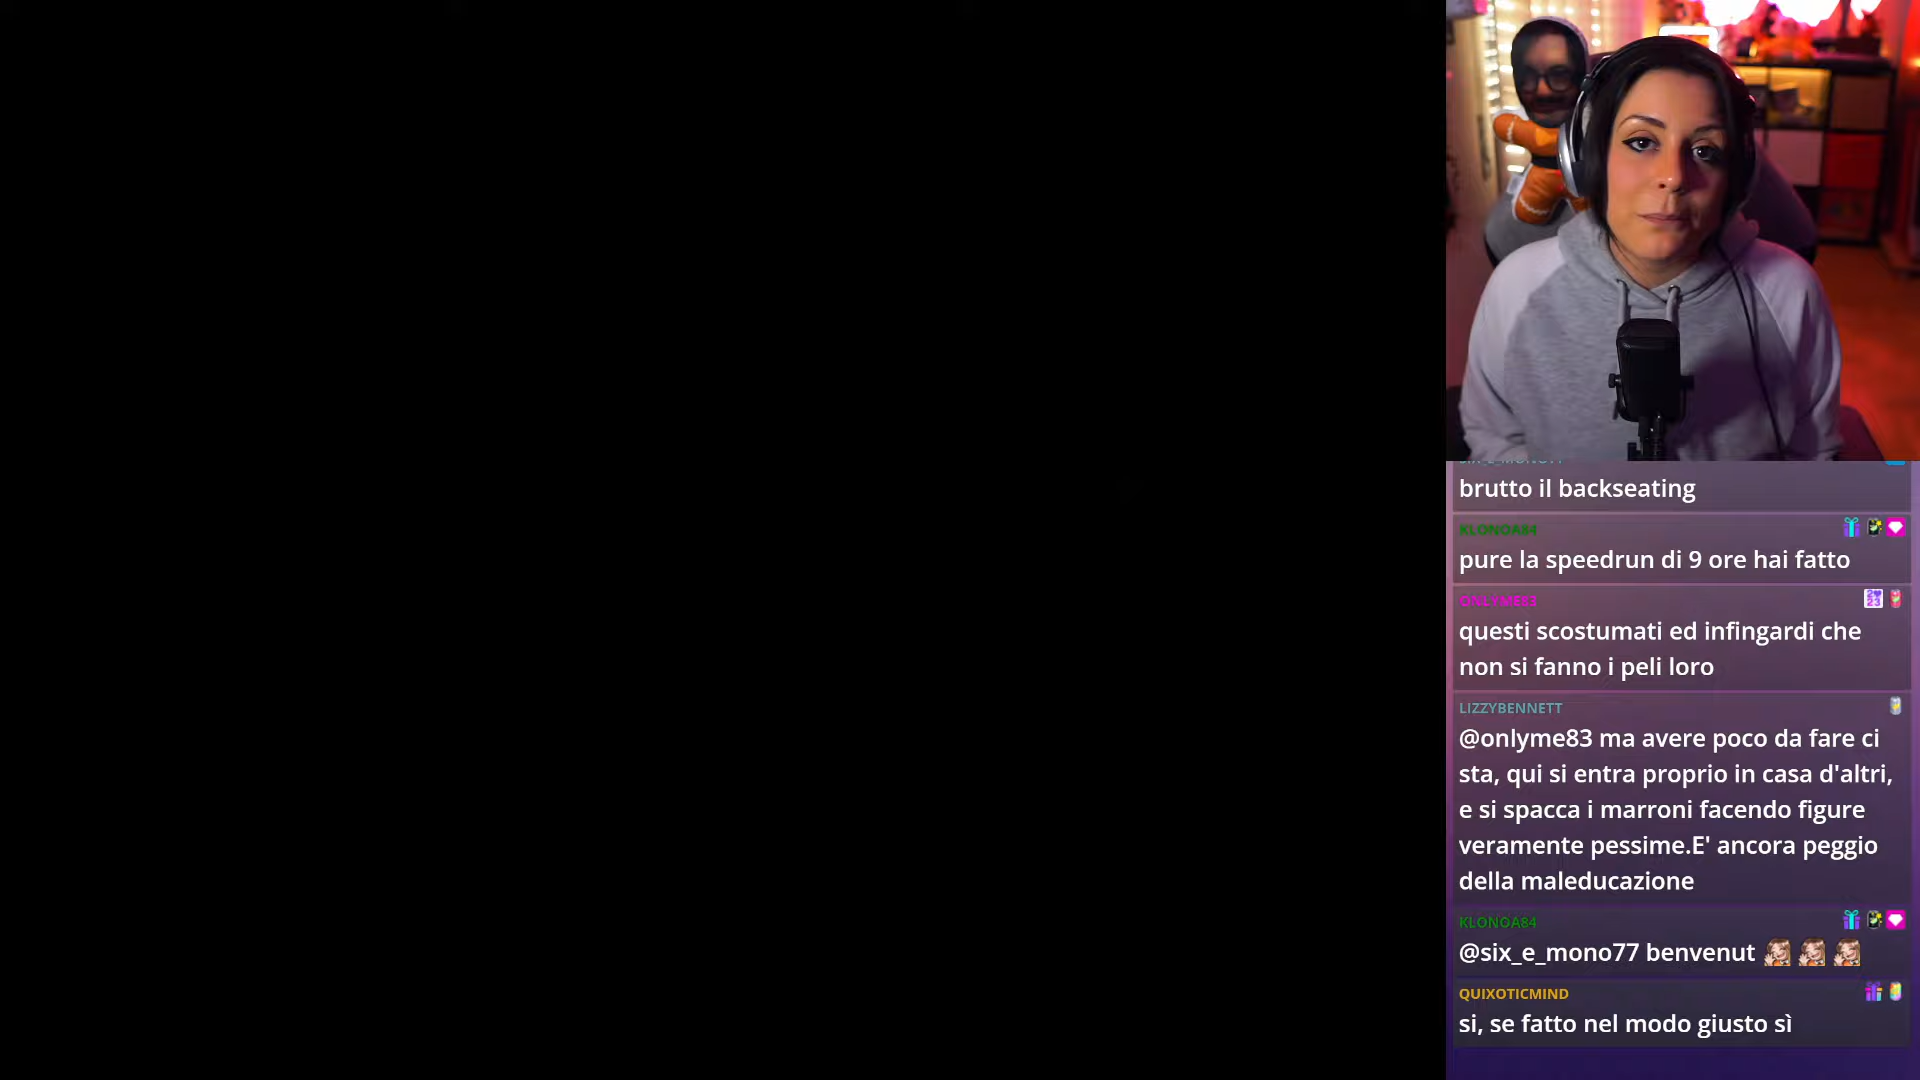 brutto il backseating
KLONOA84
pure la speedrun di 9 ore hai fatto
ONLYME83
questi scostumati ed infingardi che
non si fanno i peli loro
LIZZYBENNETT
@onlyme83 ma avere poco da fare ci
sta, qui si entra proprio in casa d'altri,
e si spacca i marroni facendo figure
veramente pessime.E' ancora peggio
della maleducazione
KLONOA84
@six_e_mono77 benvenut
QUIXOTICMIND
si, se fatto nel modo giusto sì